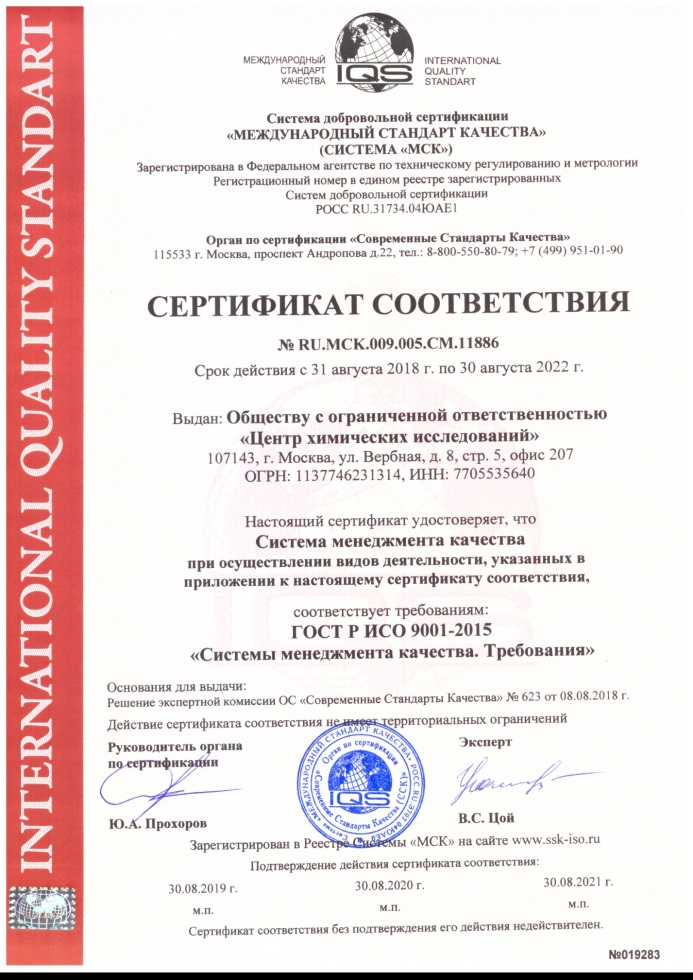 INTERNATIONAL QUALITY STANDART
МЕЖДУНАРОДНЫЙ
СТАНДАРТ
КАЧЕСТВА
IQS
INTERNATIONAL
QUALITY
STANDART
Система добровольной сертификации
«МЕЖДУНАРОДНЫЙ СТАНДАРТ КАЧЕСТВА»
(СИСТЕМА «МСК»)
Зарегистрирована в Федеральном агентстве по техническому регулированию и метрологии
Регистрационный номер в едином реестре зарегистрированных
Систем добровольной сертификации
РОСС RU.31734.04ЮАЕ1
Орган по сертификации «Современные Стандарты Качества»
115533 г. Москва, проспект Андропова д.22, тел.: 8-800-550-80-79; +7 (499) 951-01-90
СЕРТИФИКАТ СООТВЕТСТВИЯ
№ RU.МСК.009.005.СМ.11886
Срок действия с 31 августа 2018 г. по 30 августа 2022 г.
Выдан: Обществу с ограниченной ответственностью
«Центр химических исследований»
107143, г. Москва, ул. Вербная, д. 8, стр. 5, офис 207
ОГРН: 1137746231314, ИНН: 7705535640
Настоящий сертификат удостоверяет, что
Система менеджмента качества
при осуществлении видов деятельности, указанных в
приложении к настоящему сертификату соответствия,
соответствует требованиям:
ГОСТ Р ИСО 9001-2015
«Системы менеджмента качества. Требования»
Основания для выдачи:
Решение экспертной комиссии ОС «Современные Стандарты Качества» № 623 от 08.08.2018 г.
Действие сертификата соответствия не имеет территориальных ограничений
Руководитель органа
по сертификации
Эксперт
«МЕЖДУНАРОДНЫЙ СТАНДАРТ КАЧЕСТВА»
Орган по сертификации
«Современные Стандарты Качества (ССК)»
IQS
Ю.А. Прохоров
В.С. Цой
Зарегистрирован в Реестре Системы «МСК» на сайте www.ssk-iso.ru
Подтверждение действия сертификата соответствия:
30.08.2019 г.
30.08.2020 г.
30.08.2021 г.
м.п.
м.п.
м.п.
Сертификат соответствия без подтверждения его действия недействителен.
№019283